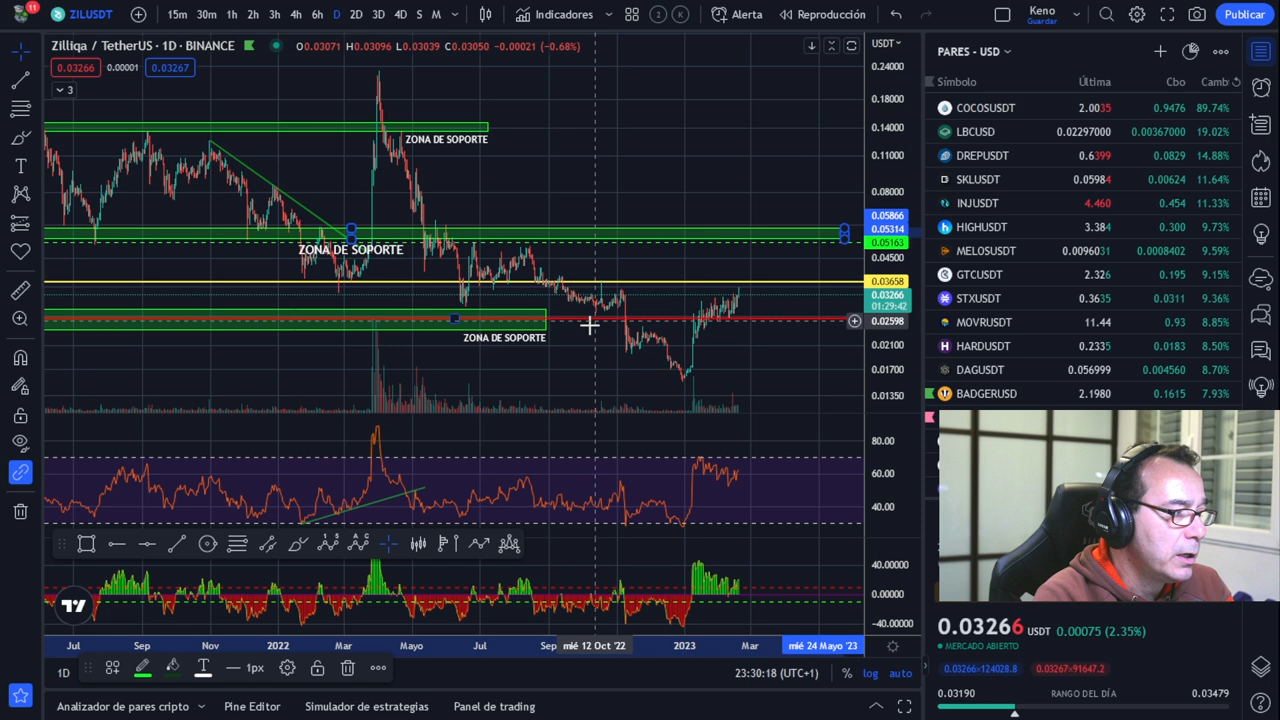 11
ZILUSDT
15m 30m 1h 2h 3h 4h 6h D 2D 3D 4D S M
Indicadores
2 K
Alerta
Reproducción
Keno
Guardar
Publicar
Zilliqa / TetherUS · 1D · BINANCE
O0.03071 H0.03096 L0.03039 C0.03050 -0.00021 (-0.68%)
0.03266 0.00001 0.03267
3
USDT
0.24000
0.18000
0.14000
0.11000
0.08000
0.05866
0.05314
0.05163
0.04500
0.03658
0.03266
01:29:42
0.02598
0.02100
0.01700
0.01350
80.00
60.00
40.00
40.00000
0.00000
-40.00000
ZONA DE SOPORTE
ZONA DE SOPORTE
ZONA DE SOPORTE
Jul Sep Nov 2022 Mar Mayo Jul Sep mié 12 Oct '22 2023 Mar mié 24 Mayo '23
1D
1px
23:30:18 (UTC+1) % log auto
Analizador de pares cripto Pine Editor Simulador de estrategias Panel de trading
PARES - USD
Símbolo Última Cbo Camb
COCOSUSDT 2.0035 0.9476 89.74%
LBCUSD 0.02297000 0.00367000 19.02%
DREPUSDT 0.6399 0.0829 14.88%
SKLUSDT 0.05984 0.00624 11.64%
INJUSDT 4.460 0.454 11.33%
HIGHUSDT 3.384 0.300 9.73%
MELOSUSDT 0.0096031 0.0008402 9.59%
GTCUSDT 2.326 0.195 9.15%
STXUSDT 0.3635 0.0311 9.36%
MOVRUSDT 11.44 0.93 8.85%
HARDUSDT 0.2335 0.0183 8.50%
DAGUSDT 0.056999 0.004560 8.70%
BADGERUSD 2.1980 0.1615 7.93%
0.03266 USDT 0.00075 (2.35%)
MERCADO ABIERTO
0.03266×124028.8 0.03267×91647.2
0.03190 RANGO DEL DÍA 0.03479